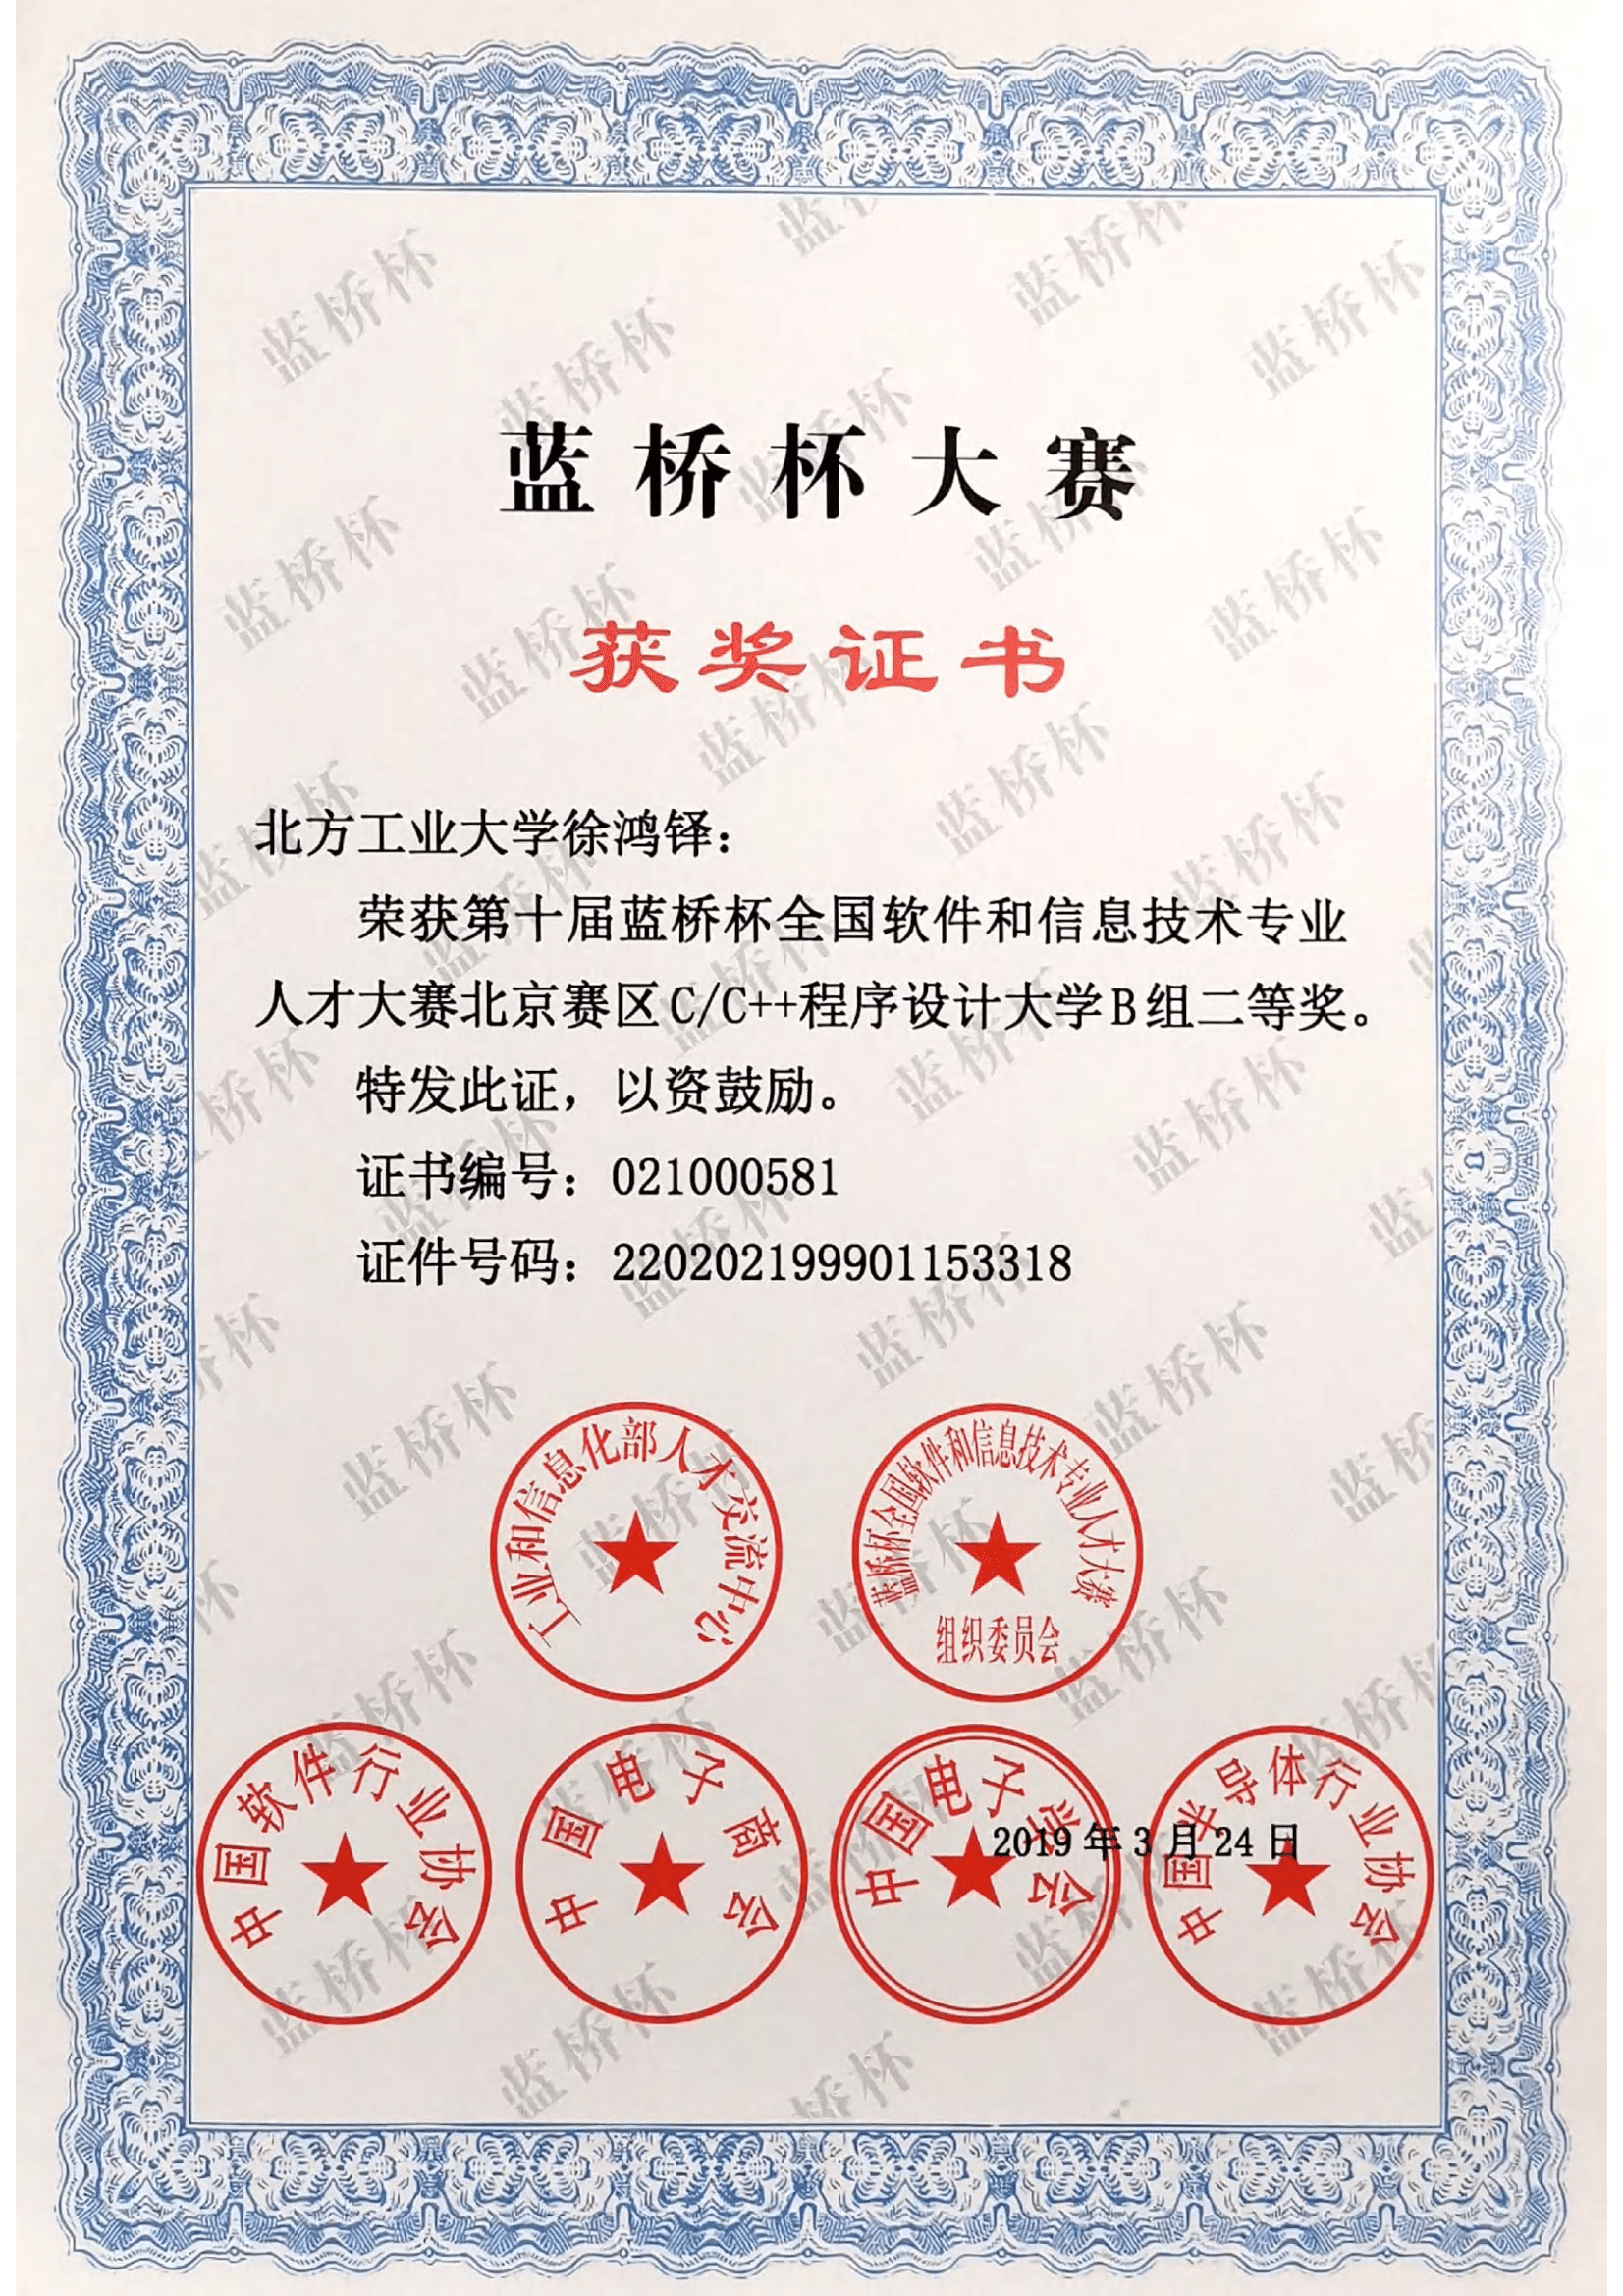 蓝桥杯大赛
获奖证书
北方工业大学徐鸿铎：
荣获第十届蓝桥杯全国软件和信息技术专业
人才大赛北京赛区C/C++程序设计大学B组二等奖。
特发此证，以资鼓励。
证书编号：021000581
证件号码：220202199901153318
工业和信息化部人才交流中心
蓝桥杯全国软件和信息技术专业人才大赛
组织委员会
中国软件行业协会
中国电子商会
中国电子学会
中国半导体行业协会
2019年3月24日
蓝桥杯